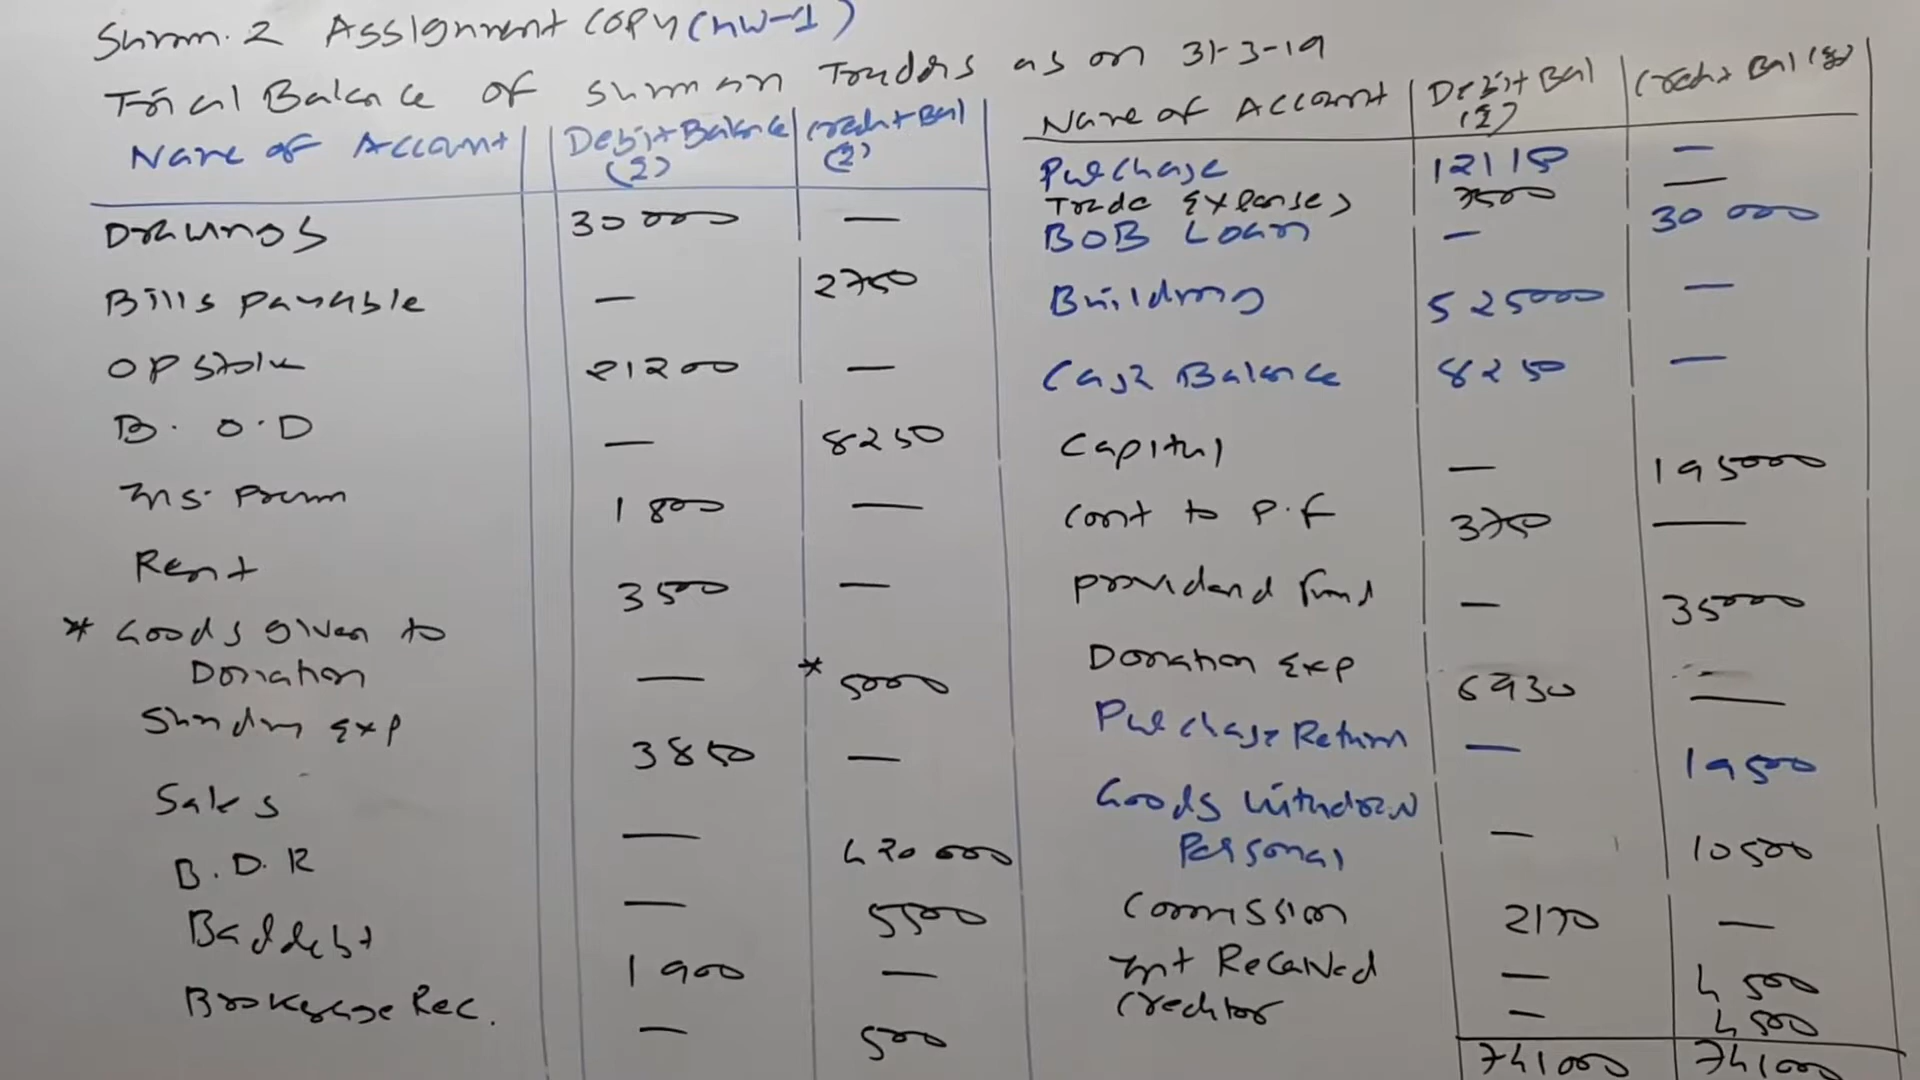 Sum. 2 Assignment Copy (HW-1)
Trial Balance of Suman Traders as on 31-3-19
Name of Account | Debit Balance (₹) | Credit Bal (₹)
Drawings 30000 —
Bills payable — 2750
OP Stock 21200 —
B. O.D — 8250
Ins. Prem 1800 —
Rent 3500 —
* Goods given to
Donation — * 5000
Sundry Exp 3850 —
Sales — 420000
B.D.R — 5500
Bad debt 1900 —
Brokerage Rec. — 500
Name of Account | Debit Bal (₹) | Credit Bal (₹)
Purchase 121150 —
Trade Expenses 7500 —
BOB Loan — 30000
Building 525000 —
Cash Balance 8250 —
Capital — 195000
Cont to P.F 3750 —
Providend Fund — 35000
Donation Exp 6930 —
Purchase Return — 19500
Goods withdrawn
Personal — 10500
Commission 2170 —
Int Received — 4500
Creditor — 4500
741000 741000